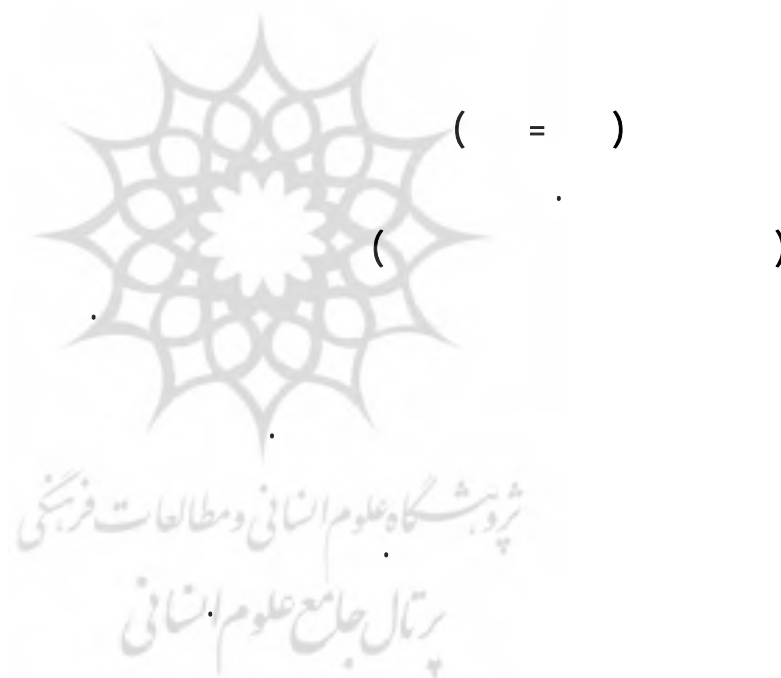 ( = )
.
( )
.
.
پژوهشگاه علوم انسانی و مطالعات فرهنگی
.
پرتال جامع علوم انسانی
.